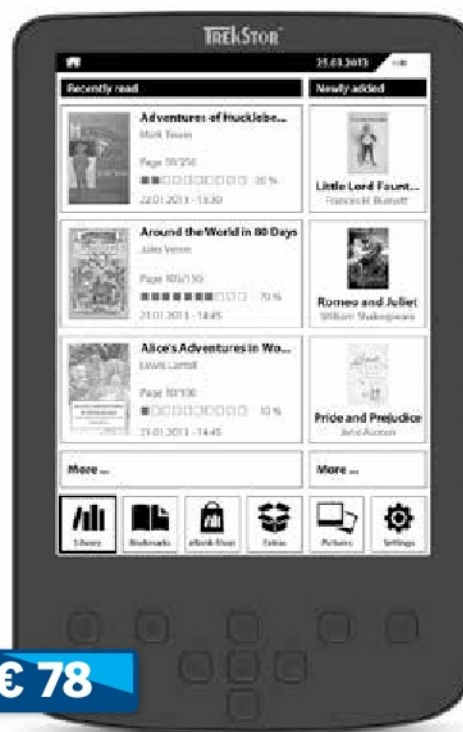 TREKSTOR
25.03.2013
Recently read
Newly added
Adventures of Hucklebe...
Mark Twain
Page 50/250
20 %
22.01.2013 - 13:30
Around the World in 80 Days
Jules Verne
Page 105/150
70 %
21.01.2013 - 14:45
Alice's Adventures in Wo...
Lewis Carroll
Page 10/100
10 %
21.01.2013 - 14:45
Little Lord Faunt...
Frances H. Burnett
Romeo and Juliet
William Shakespeare
Pride and Prejudice
Jane Austen
More ...
More ...
Library
Bookmarks
eBook-Shop
Extras
Pictures
Settings
€ 78